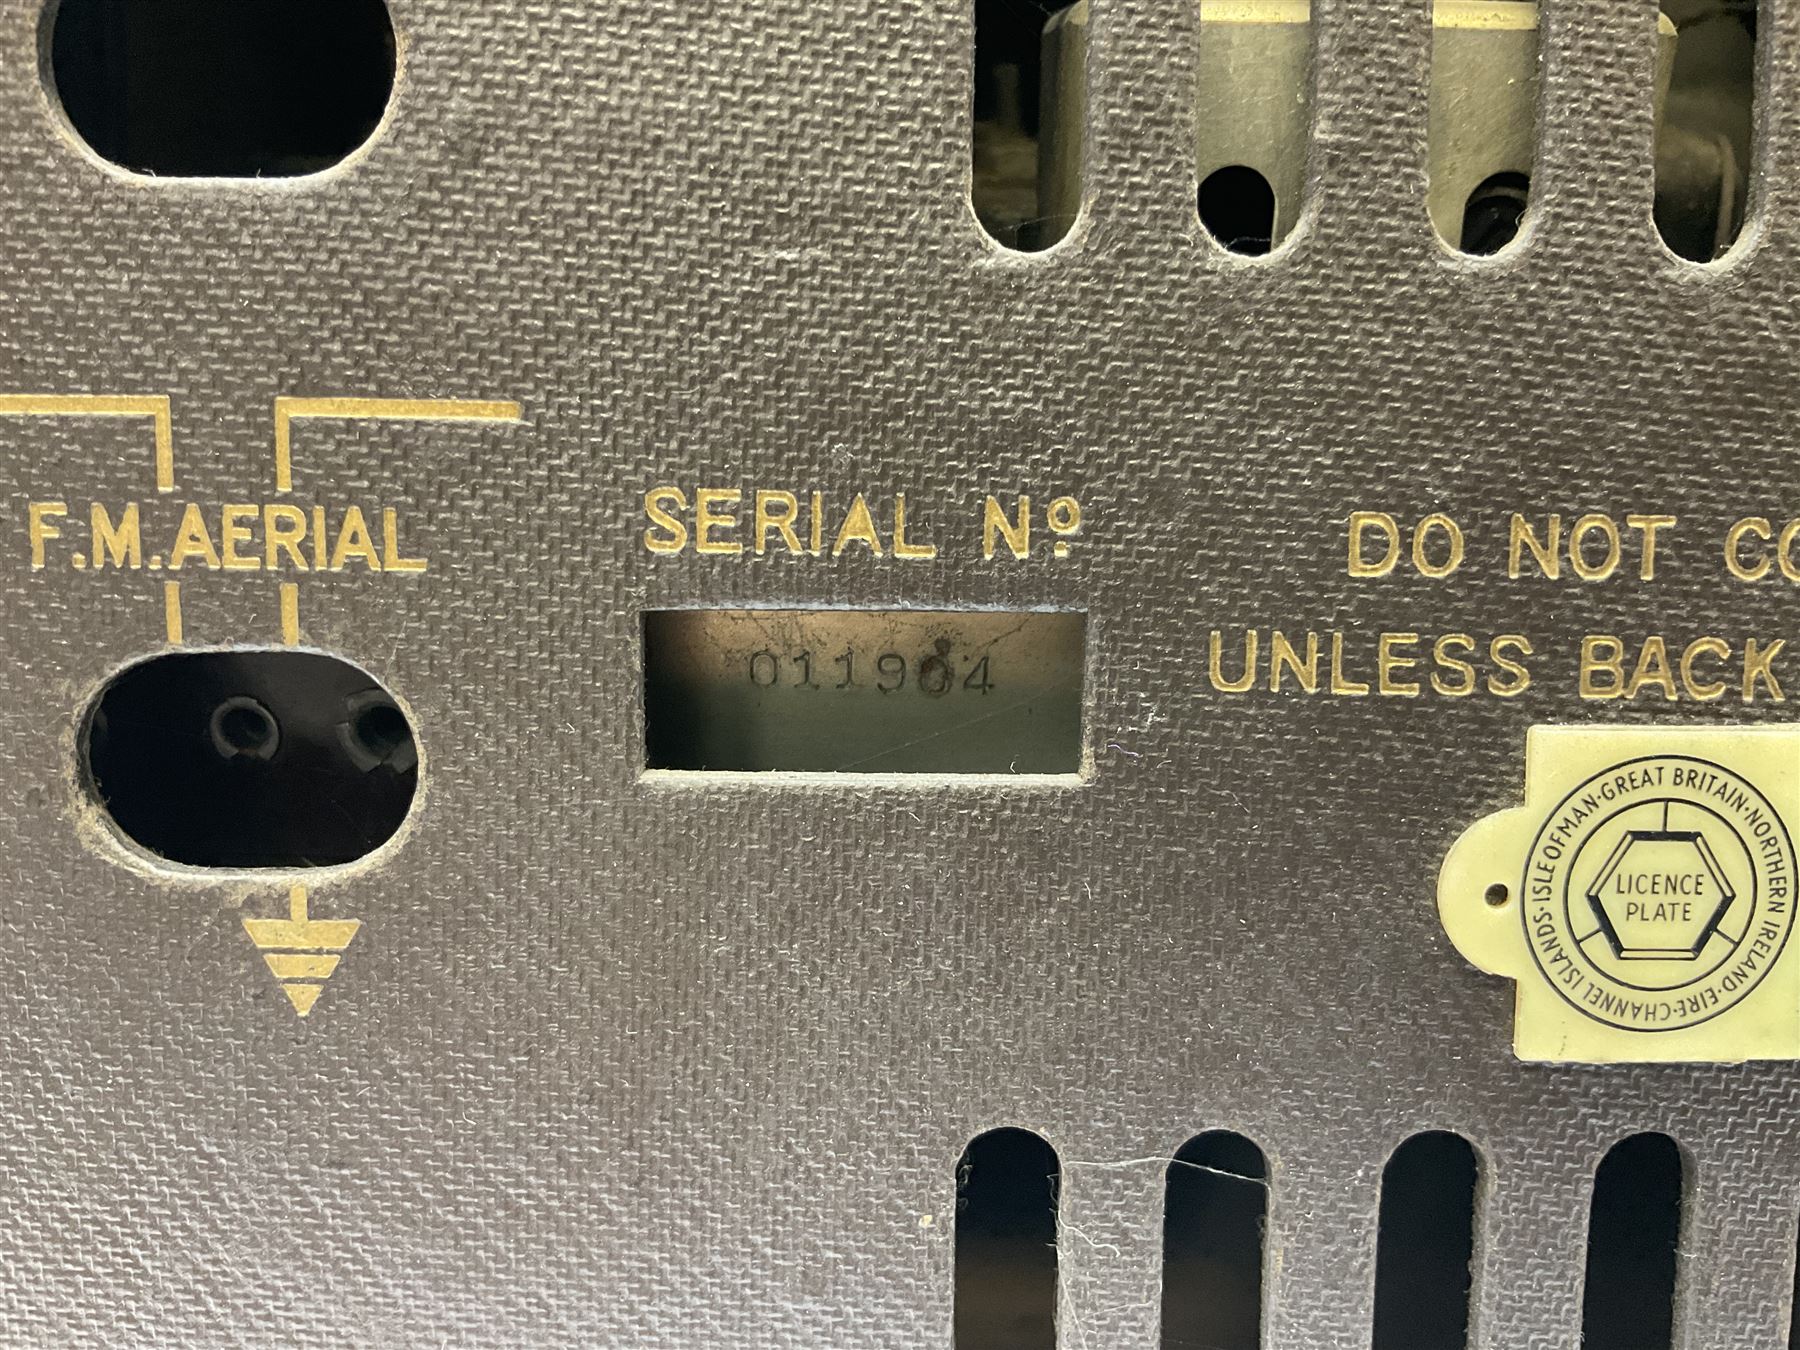 F.M.AERIAL
SERIAL Nº
011904
DO NOT CO
UNLESS BACK
GREAT BRITAIN·NORTHERN IRELAND·EIRE·CHANNEL ISLANDS·ISLE OF MAN·
LICENCE
PLATE